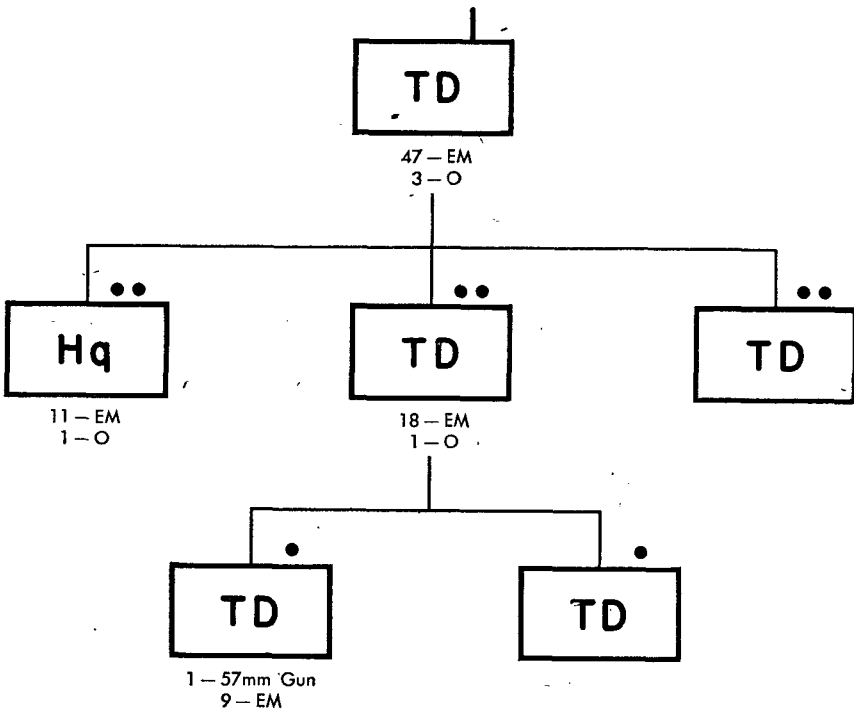 TD
47 — EM
3 — O
Hq
TD
TD
11 — EM
1 — O
18 — EM
1 — O
TD
TD
1 — 57mm Gun
9 — EM